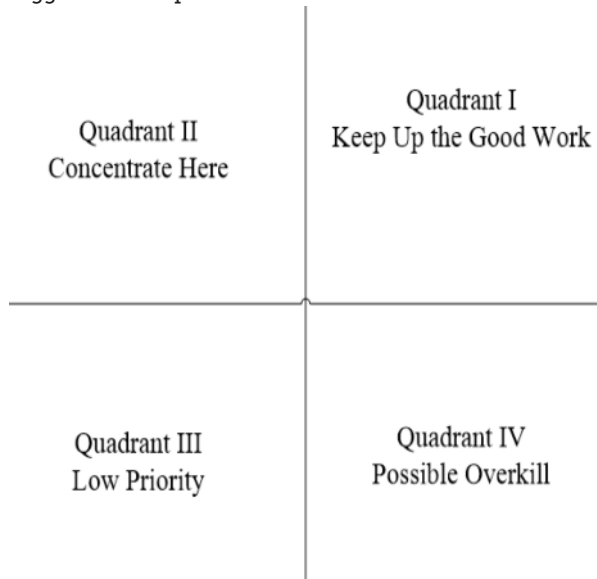 Quadrant II
Concentrate Here
Quadrant I
Keep Up the Good Work
Quadrant III
Low Priority
Quadrant IV
Possible Overkill